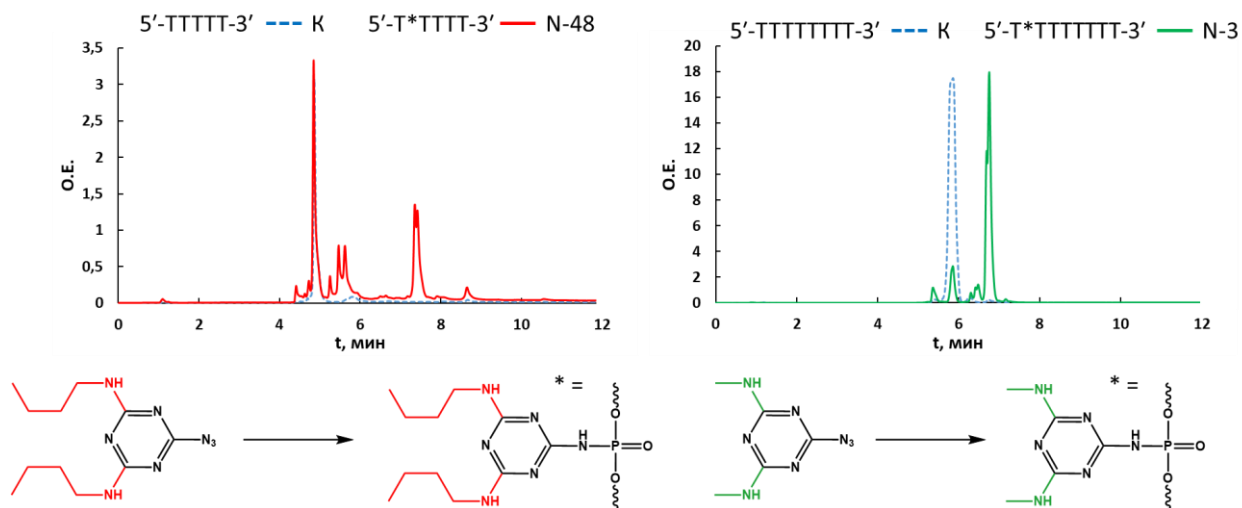 5′-TTTTT-3′ K 5′-T*TTTT-3′ N-48
3,5
3
2,5
2
1,5
1
0,5
0
О.Е.
0 2 4 6 8 10 12
t, мин
5′-TTTTTTTT-3′ K 5′-T*TTTTTTT-3′ N-3
20
18
16
14
12
10
8
6
4
2
0
О.Е.
0 2 4 6 8 10 12
t, мин
NH
N N
N N₃
NH
* =
NH
N N H
N N P O
NH O
O
NH
N N
N N₃
NH
* =
NH
N N H
N N P O
NH O
O